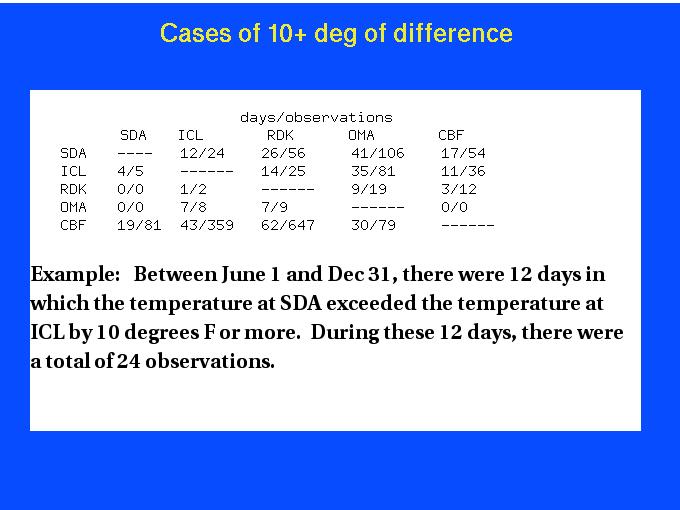 Cases of 10+ deg of difference
days/observations
SDA ICL RDK OMA CBF
SDA ---- 12/24 26/56 41/106 17/54
ICL 4/5 ------ 14/25 35/81 11/36
RDK 0/0 1/2 ------ 9/19 3/12
OMA 0/0 7/8 7/9 ------ 0/0
CBF 19/81 43/359 62/647 30/79 ------
Example: Between June 1 and Dec 31, there were 12 days in
which the temperature at SDA exceeded the temperature at
ICL by 10 degrees F or more. During these 12 days, there were
a total of 24 observations.